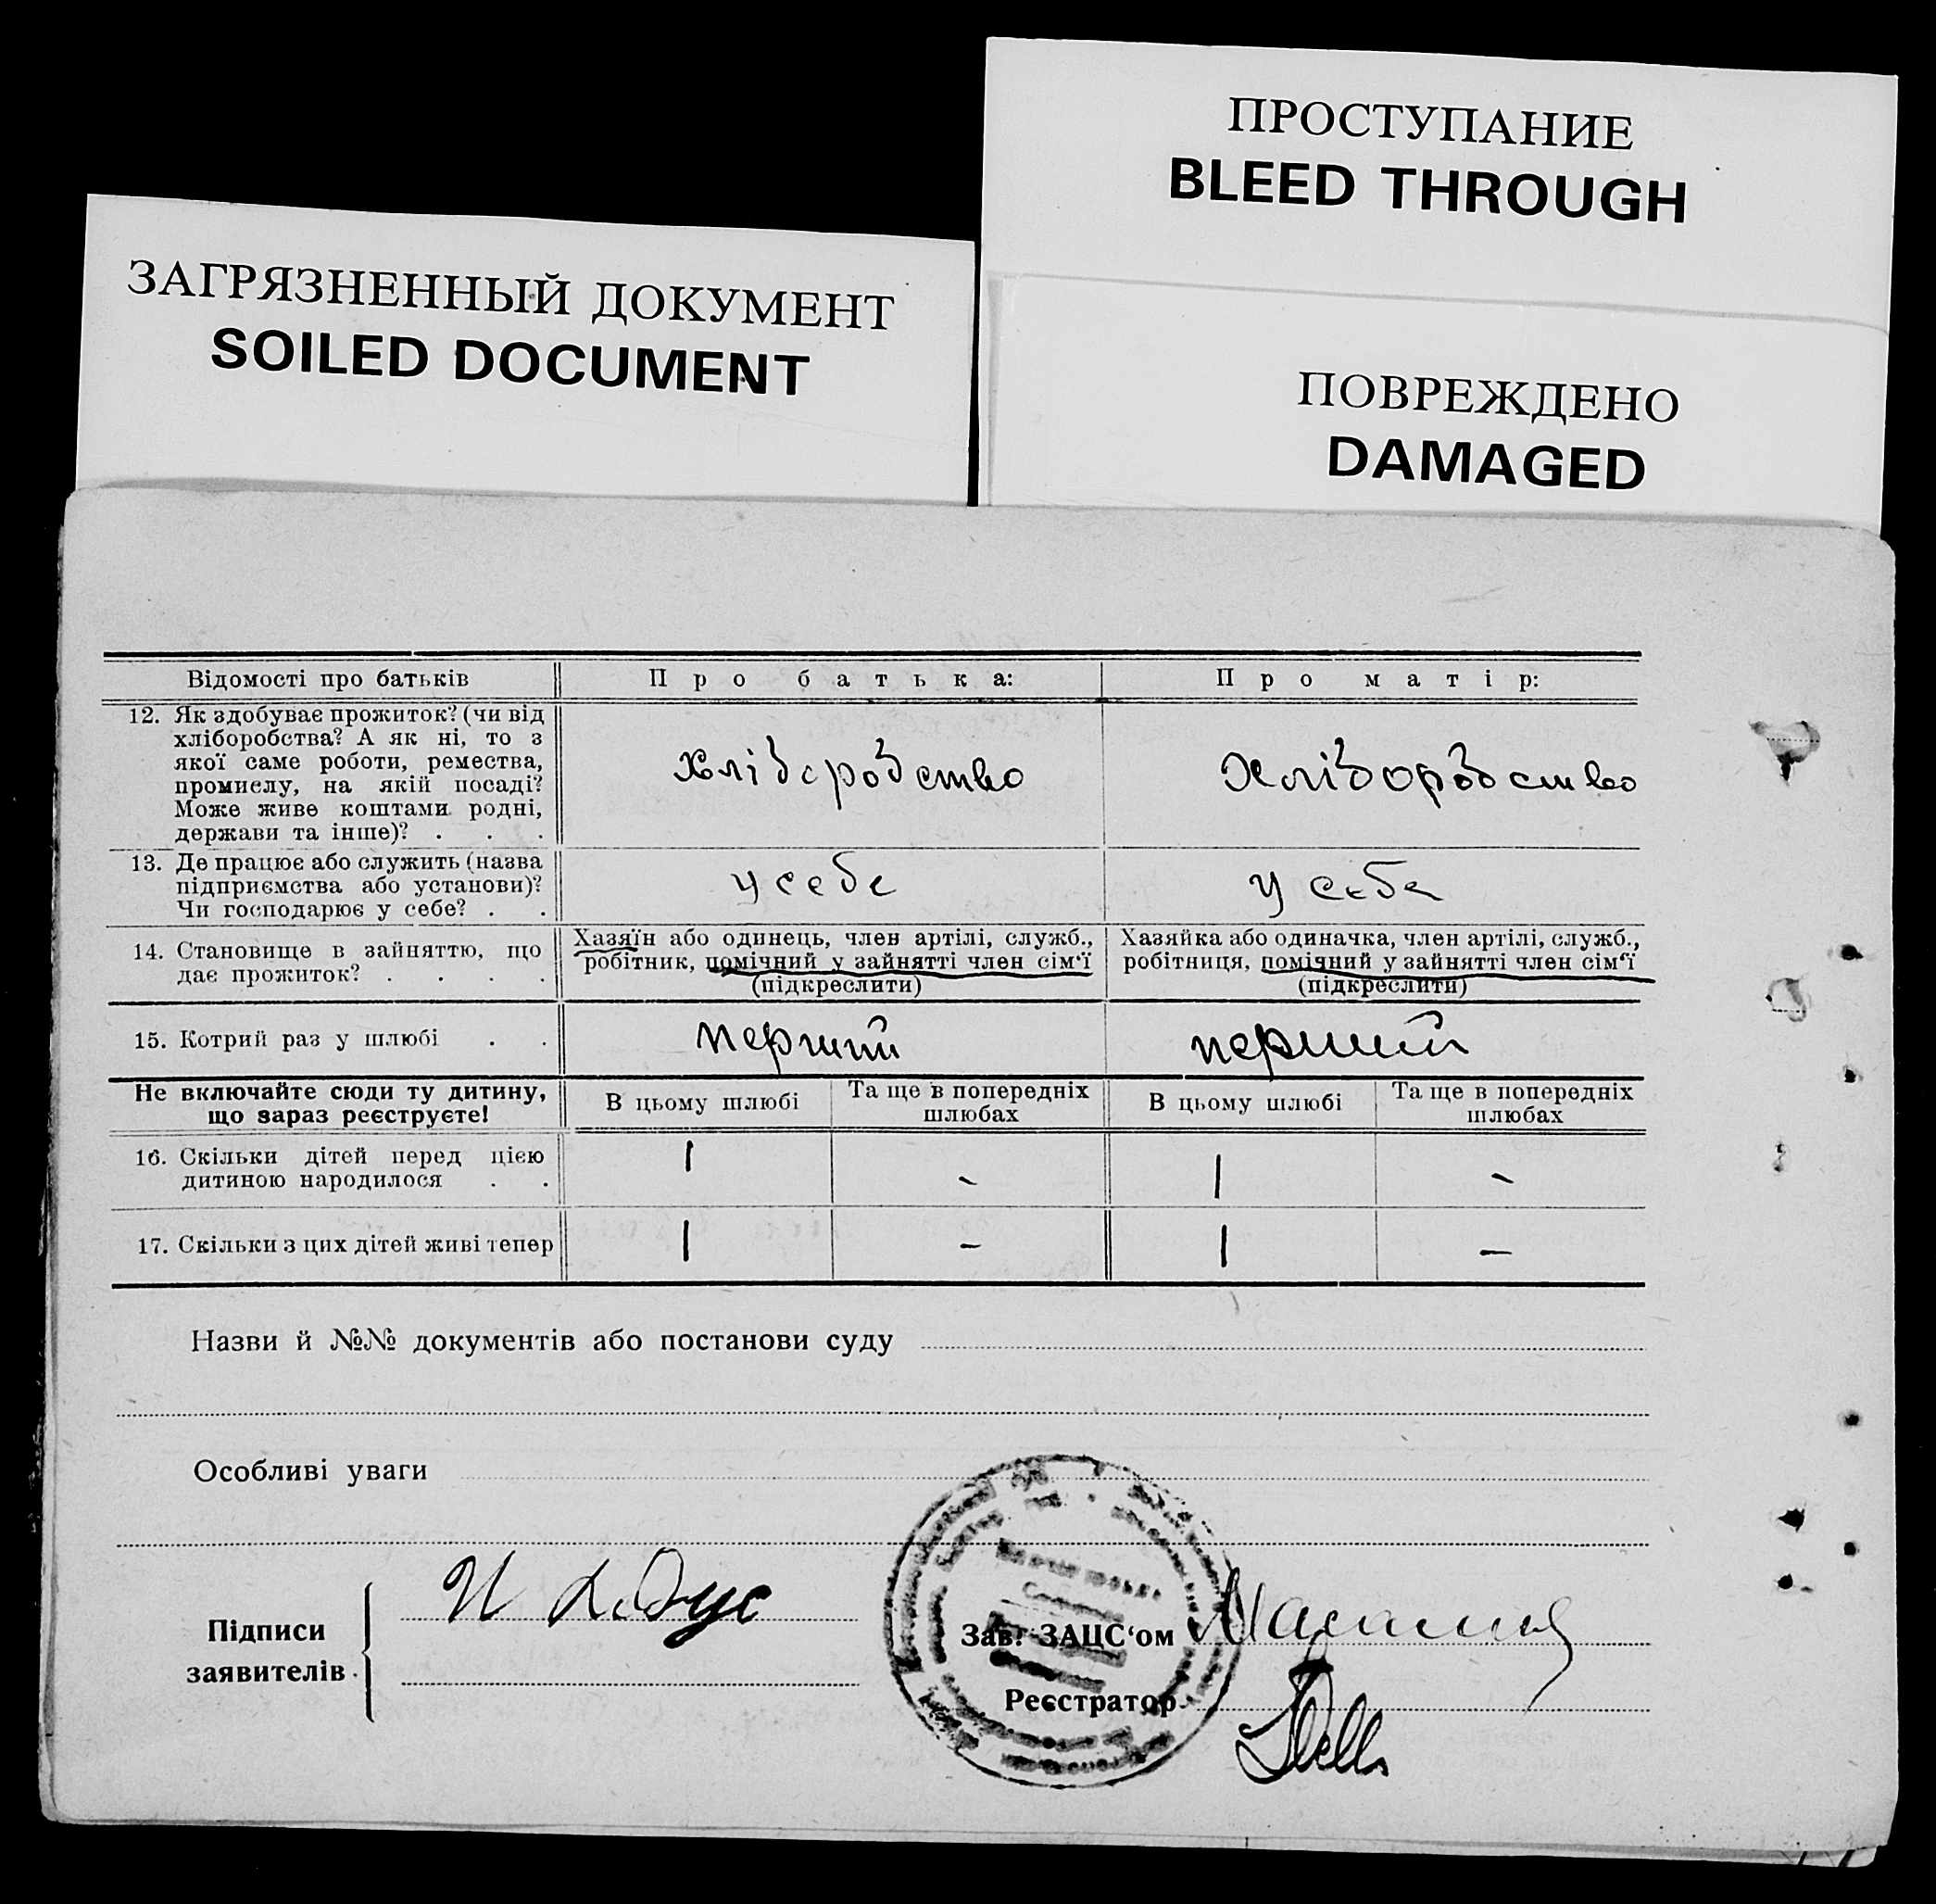 ПРОСТУПАНИЕ
BLEED THROUGH
ЗАГРЯЗНЕННЫЙ ДОКУМЕНТ
SOILED DOCUMENT
ПОВРЕЖДЕНО
DAMAGED
Відомості про батьків
Про батька:
Про матір:
12. Як здобуває прожиток? (чи від
хліборобства? А як ні, то з
якої саме роботи, ремества,
промислу, на якій посаді?
Може живе коштами родні,
держави та інше)? . . .
хліборобство
хліборобство
13. Де працює або служить (назва
підприємства або установи)?
Чи господарює у себе? . .
у себе
у себе
14. Становище в зайняттю, що
дає прожиток? . . . .
Хазяїн або одинець, член артілі, служб.,
робітник, помічний у зайнятті член сім'ї
(підкреслити)
Хазяйка або одиначка, член артілі, служб.,
робітниця, помічний у зайнятті член сім'ї
(підкреслити)
15. Котрий раз у шлюбі . .
перший
перший
Не включайте сюди ту дитину,
що зараз реєструєте!
В цьому шлюбі
Та ще в попередніх
шлюбах
В цьому шлюбі
Та ще в попередніх
шлюбах
16. Скільки дітей перед цією
дитиною народилося . .
1
-
1
-
17. Скільки з цих дітей живі тепер
1
-
1
-
Назви й №№ документів або постанови суду
Особливі уваги
Підписи
заявителів
Зав. ЗАЦС'ом
Реєстратор